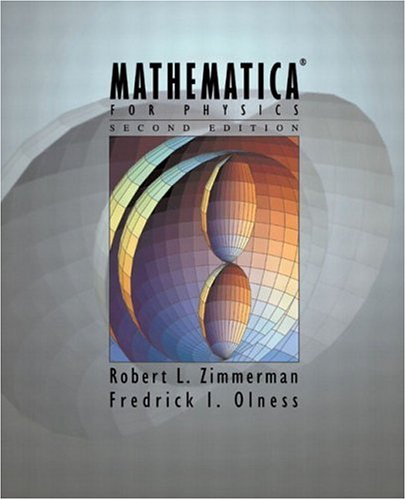 MATHEMATICA®
FOR PHYSICS
SECOND EDITION
Robert L. Zimmerman
Fredrick I. Olness